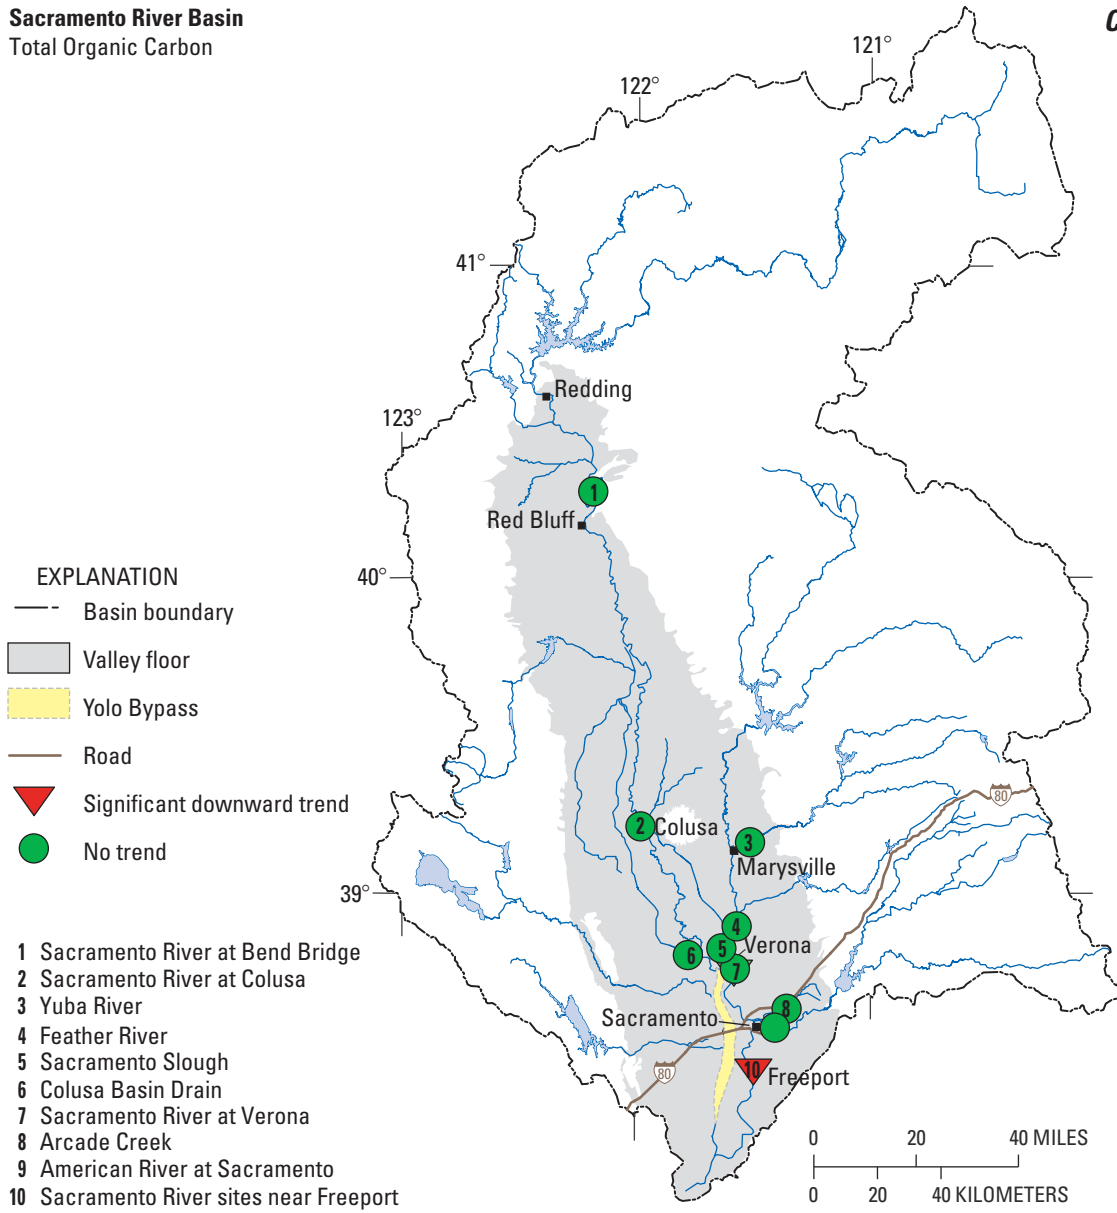 Sacramento River Basin
Total Organic Carbon
C
121°
122°
41°
Redding
123°
1
Red Bluff
40°
EXPLANATION
Basin boundary
Valley floor
Yolo Bypass
Road
Significant downward trend
No trend
80
2 Colusa
3
Marysville
39°
4
5 Verona
6
7
8
Sacramento
10 Freeport
80
1 Sacramento River at Bend Bridge
2 Sacramento River at Colusa
3 Yuba River
4 Feather River
5 Sacramento Slough
6 Colusa Basin Drain
7 Sacramento River at Verona
8 Arcade Creek
9 American River at Sacramento
10 Sacramento River sites near Freeport
0 20 40 MILES
0 20 40 KILOMETERS